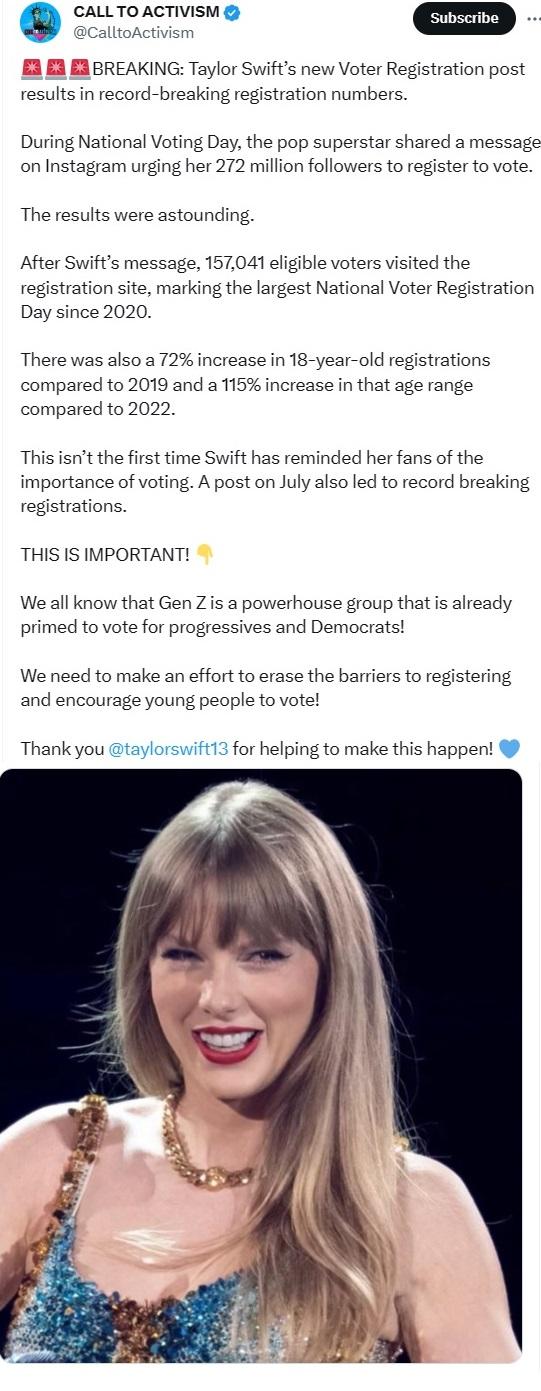 CALL TO ACTIVISM
@CalltoActivism
Subscribe
🚨🚨🚨BREAKING: Taylor Swift’s new Voter Registration post
results in record-breaking registration numbers.
During National Voting Day, the pop superstar shared a message
on Instagram urging her 272 million followers to register to vote.
The results were astounding.
After Swift’s message, 157,041 eligible voters visited the
registration site, marking the largest National Voter Registration
Day since 2020.
There was also a 72% increase in 18-year-old registrations
compared to 2019 and a 115% increase in that age range
compared to 2022.
This isn’t the first time Swift has reminded her fans of the
importance of voting. A post on July also led to record breaking
registrations.
THIS IS IMPORTANT! 👇
We all know that Gen Z is a powerhouse group that is already
primed to vote for progressives and Democrats!
We need to make an effort to erase the barriers to registering
and encourage young people to vote!
Thank you @taylorswift13 for helping to make this happen! 💙